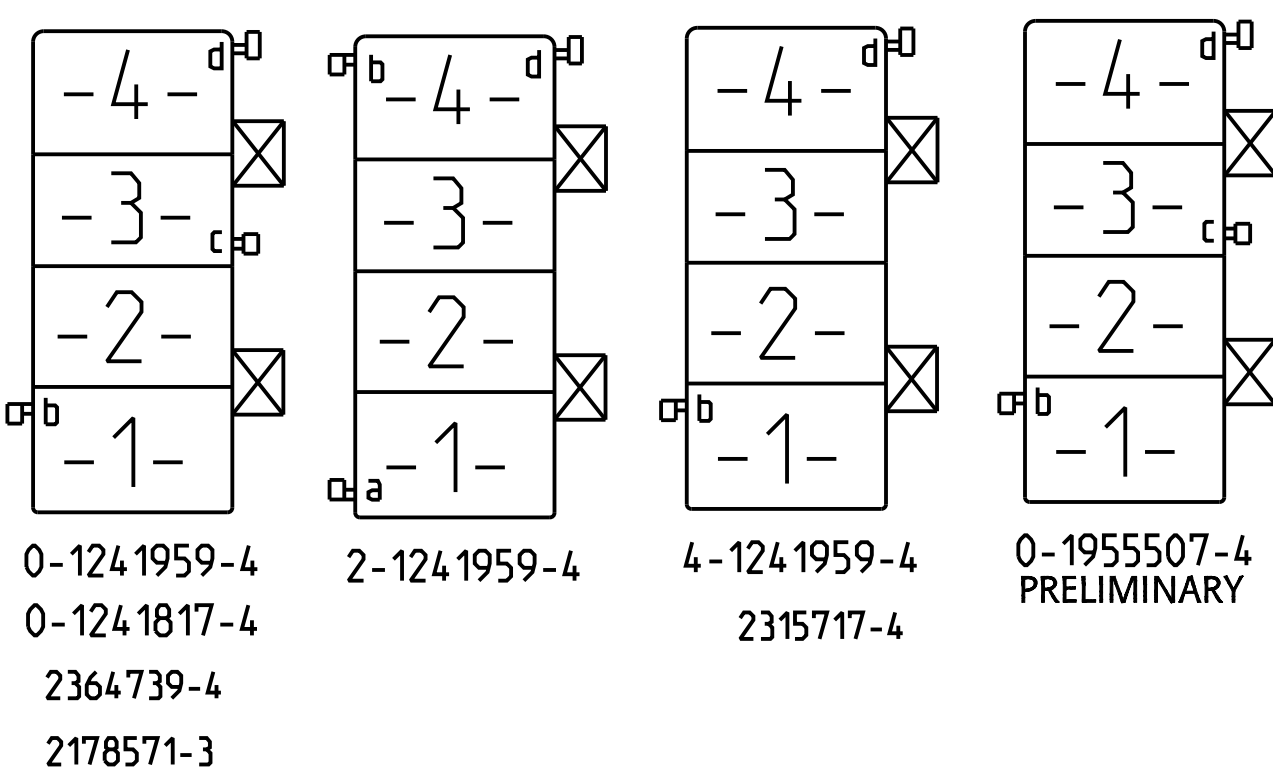 -4- d
-3- c
-2-
b -1-
0-1241959-4
0-1241817-4
2364739-4
2178571-3
b -4- d
-3-
-2-
a -1-
2-1241959-4
-4- d
-3-
-2-
b -1-
4-1241959-4
2315717-4
-4- d
-3- c
-2-
b -1-
0-1955507-4
PRELIMINARY